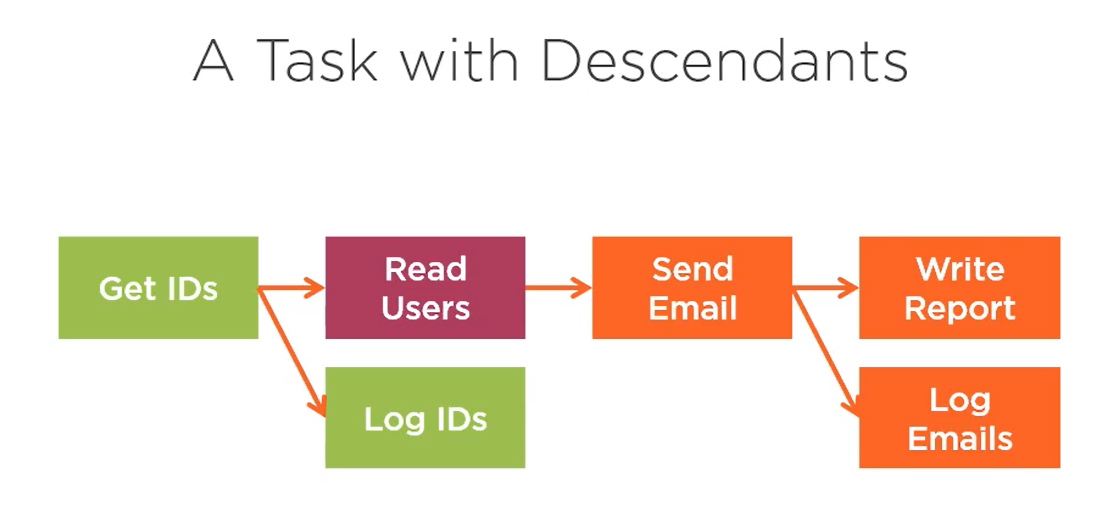 A Task with Descendants
Get IDs
Read
Users
Send
Email
Write
Report
Log IDs
Log
Emails